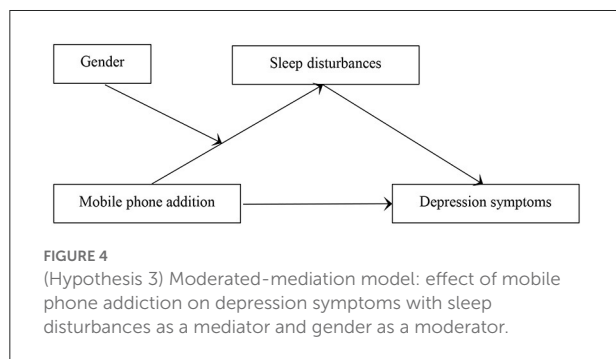 Gender
Sleep disturbances
Mobile phone addition
Depression symptoms
FIGURE 4
(Hypothesis 3) Moderated-mediation model: effect of mobile
phone addiction on depression symptoms with sleep
disturbances as a mediator and gender as a moderator.